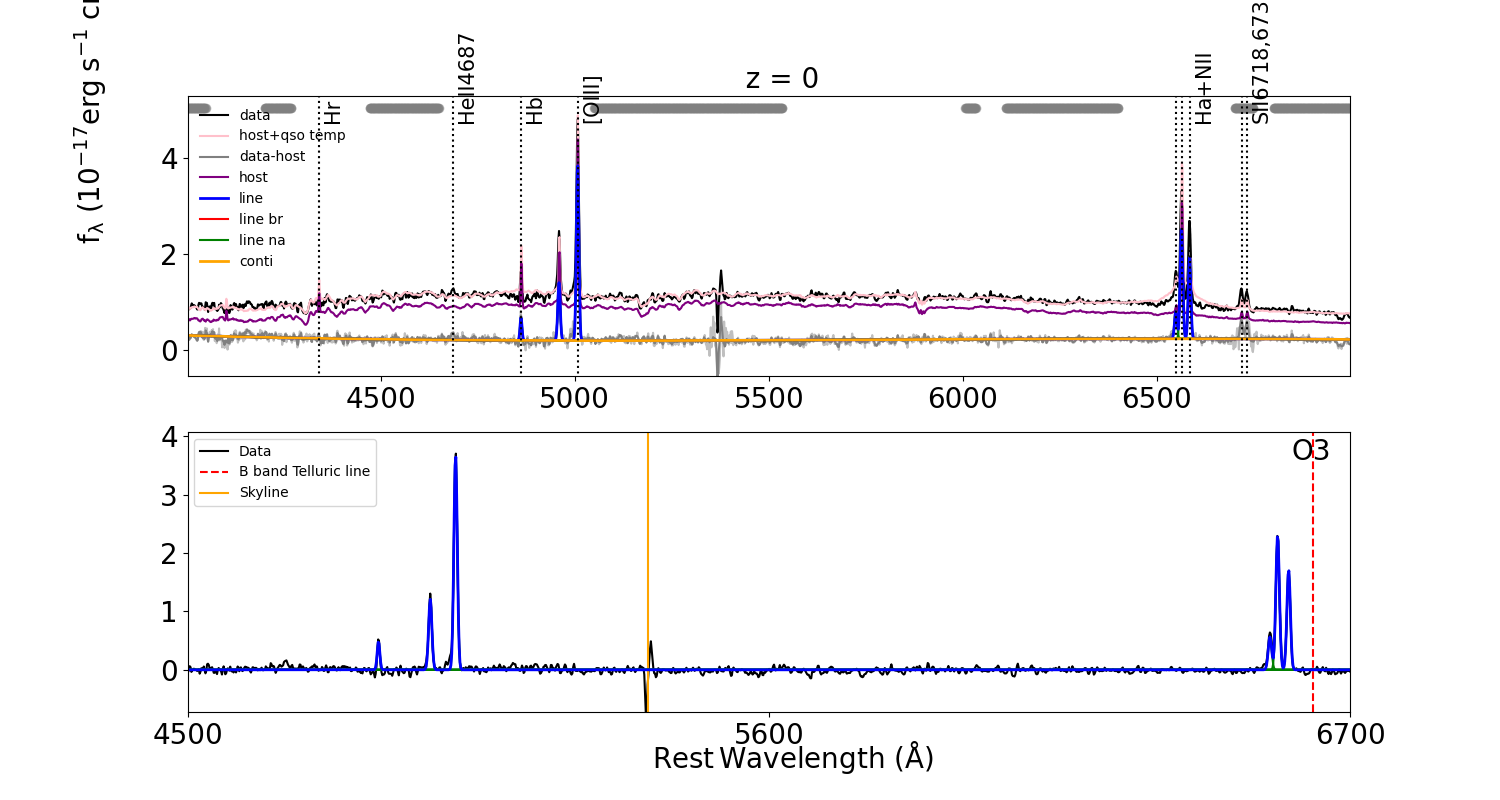 z = 0
f_λ (10^−17 erg s^−1 c
Hr
HeII4687
Hb
[OIII]
Ha+NII
SII6718,673
data
host+qso temp
data-host
host
line
line br
line na
conti
4
2
0
4500
5000
5500
6000
6500
Data
B band Telluric line
Skyline
O3
4
3
2
1
0
4500
5600
6700
Rest Wavelength (Å)